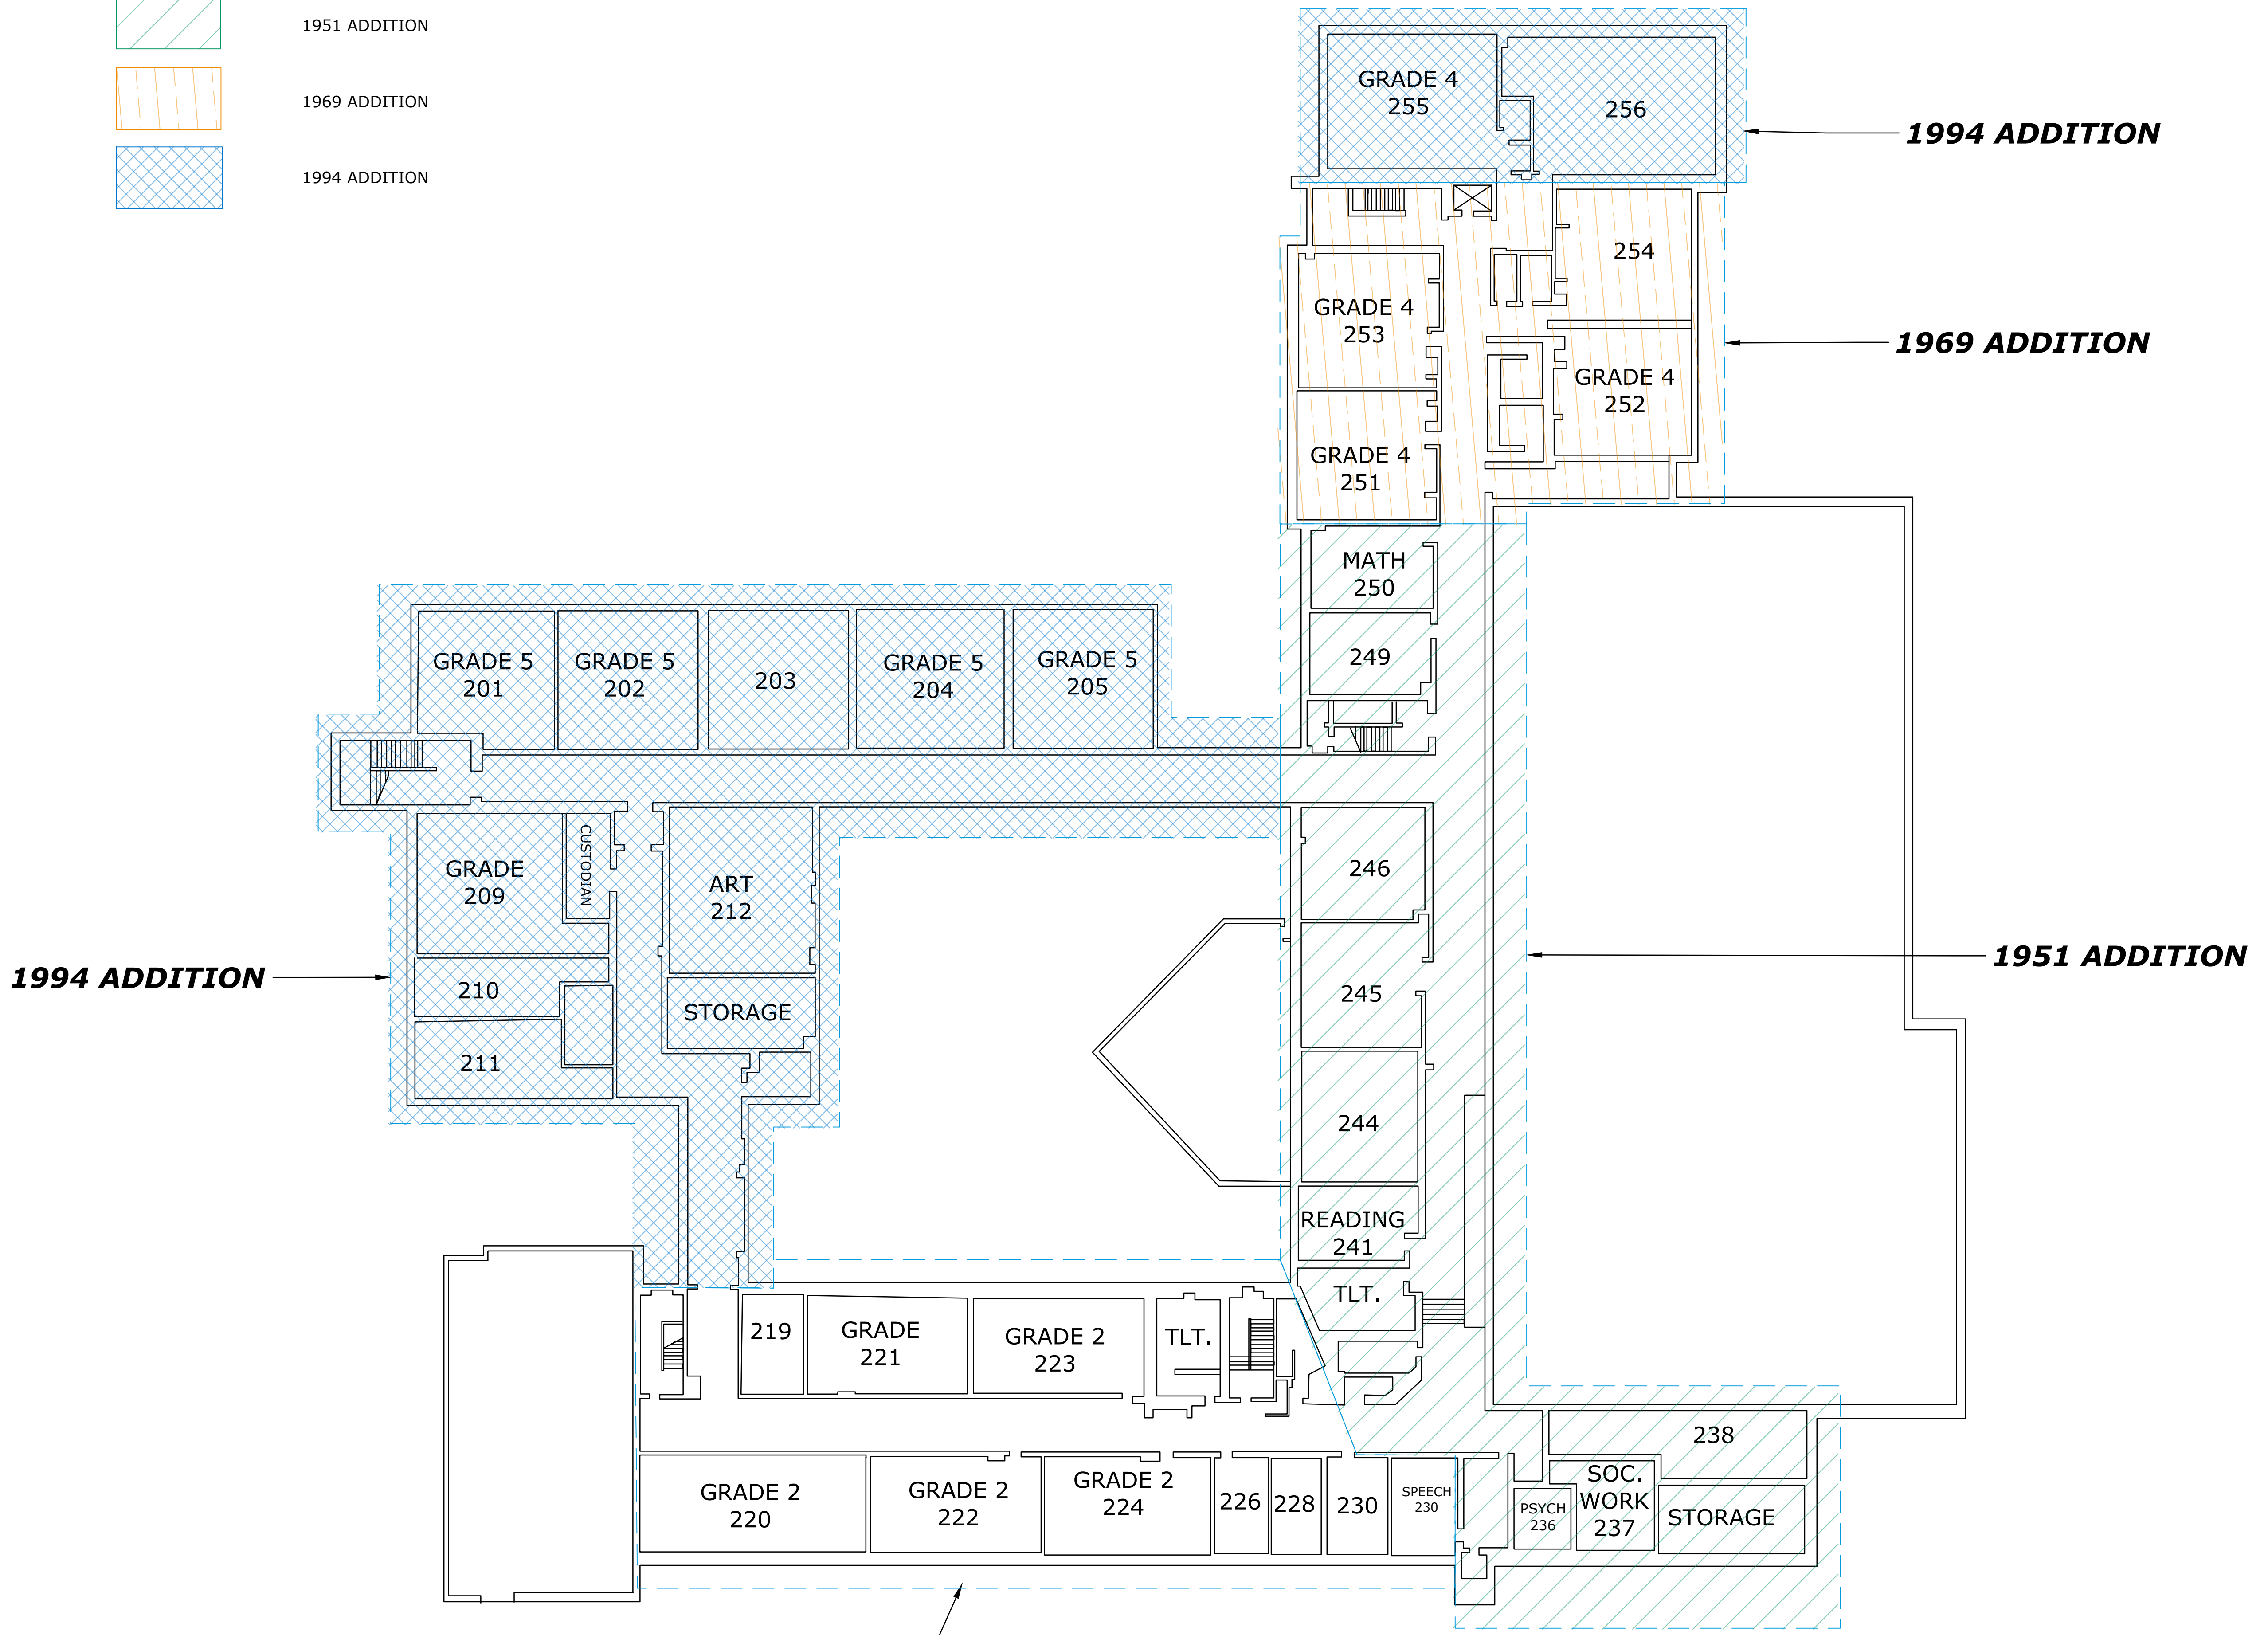 1951 ADDITION
1969 ADDITION
1994 ADDITION
GRADE 4
255
256
1994 ADDITION
254
GRADE 4
253
1969 ADDITION
GRADE 4
252
GRADE 4
251
MATH
250
249
GRADE 5
201
GRADE 5
202
203
GRADE 5
204
GRADE 5
205
GRADE
209
CUSTODIAN
ART
212
246
1994 ADDITION
210
STORAGE
211
245
1951 ADDITION
244
READING
241
TLT.
219
GRADE
221
GRADE 2
223
TLT.
238
GRADE 2
220
GRADE 2
222
GRADE 2
224
226
228
230
SPEECH
230
PSYCH
236
SOC.
WORK
237
STORAGE